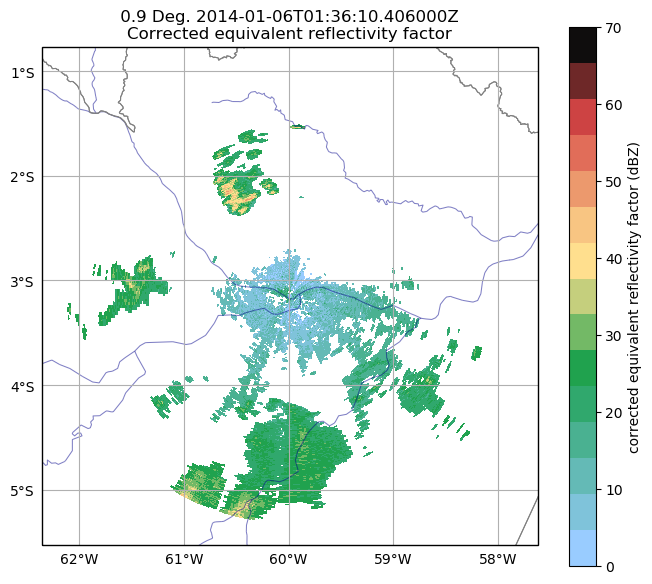 0.9 Deg. 2014-01-06T01:36:10.406000Z
Corrected equivalent reflectivity factor
1°S
2°S
3°S
4°S
5°S
62°W
61°W
60°W
59°W
58°W
70
60
50
40
30
20
10
0
corrected equivalent reflectivity factor (dBZ)